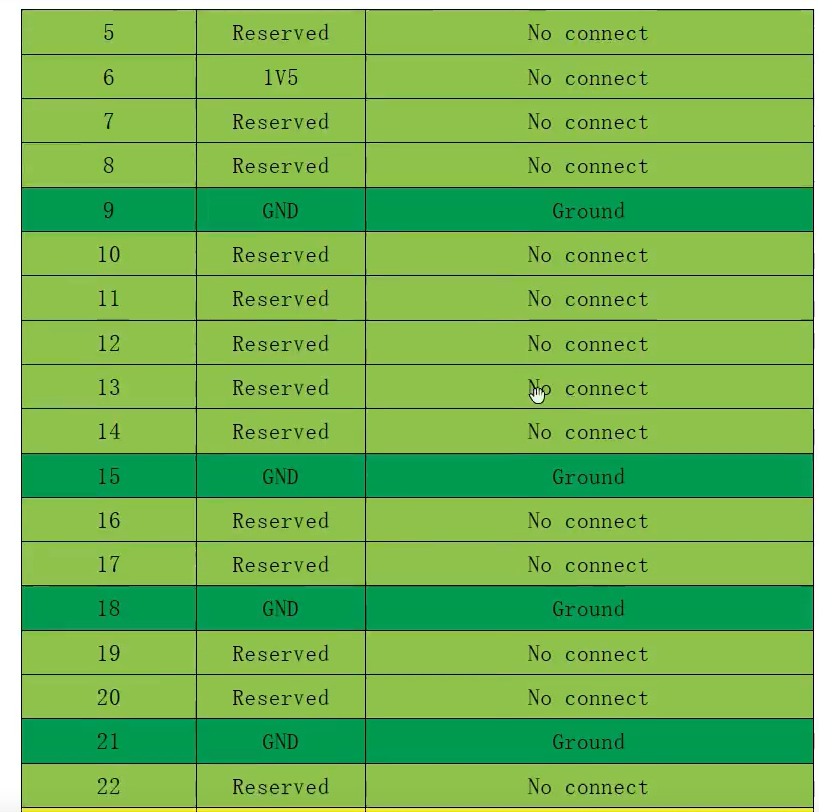 5 Reserved No connect
6 1V5 No connect
7 Reserved No connect
8 Reserved No connect
9 GND Ground
10 Reserved No connect
11 Reserved No connect
12 Reserved No connect
13 Reserved No connect
14 Reserved No connect
15 GND Ground
16 Reserved No connect
17 Reserved No connect
18 GND Ground
19 Reserved No connect
20 Reserved No connect
21 GND Ground
22 Reserved No connect